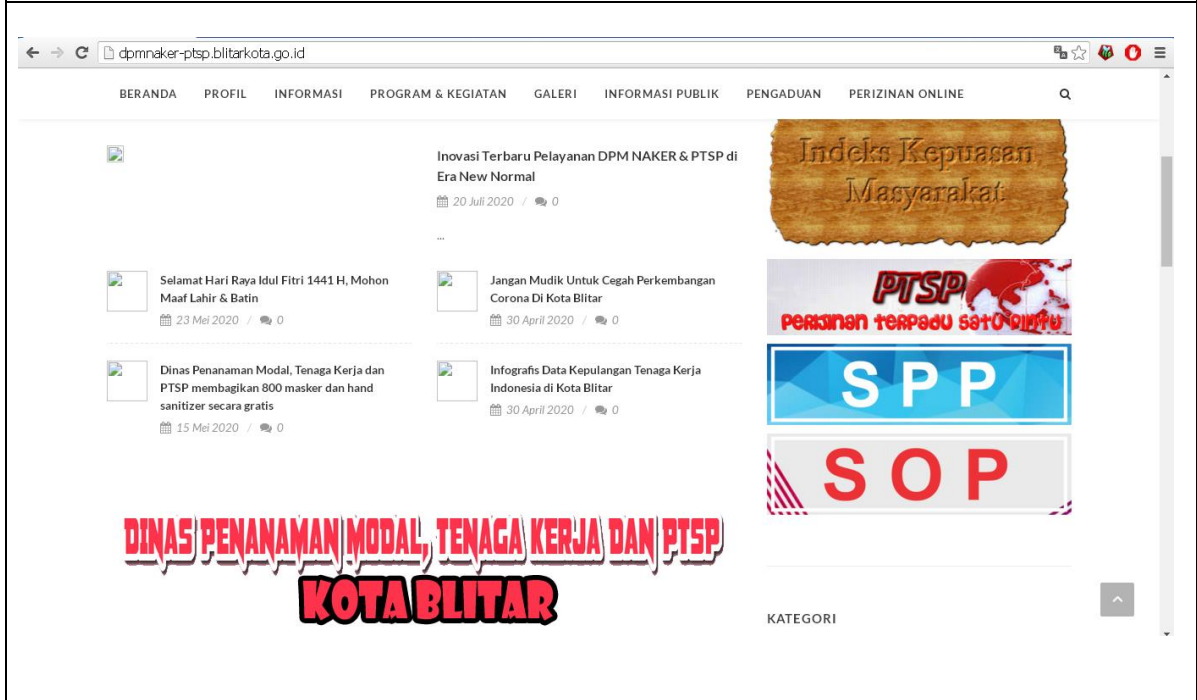 dpmnaker-ptsp.blitarkota.go.id
BERANDA PROFIL INFORMASI PROGRAM & KEGIATAN GALERI INFORMASI PUBLIK PENGADUAN PERIZINAN ONLINE
Inovasi Terbaru Pelayanan DPM NAKER & PTSP di
Era New Normal
20 Juli 2020 / 0
...
Selamat Hari Raya Idul Fitri 1441 H, Mohon
Maaf Lahir & Batin
23 Mei 2020 / 0
Jangan Mudik Untuk Cegah Perkembangan
Corona Di Kota Blitar
30 April 2020 / 0
Dinas Penanaman Modal, Tenaga Kerja dan
PTSP membagikan 800 masker dan hand
sanitizer secara gratis
15 Mei 2020 / 0
Infografis Data Kepulangan Tenaga Kerja
Indonesia di Kota Blitar
30 April 2020 / 0
DINAS PENANAMAN MODAL, TENAGA KERJA DAN PTSP
KOTA BLITAR
Indeks Kepuasan
Masyarakat
PTSP
PERIJINAN TERPADU SATU PINTU
SPP
SOP
KATEGORI